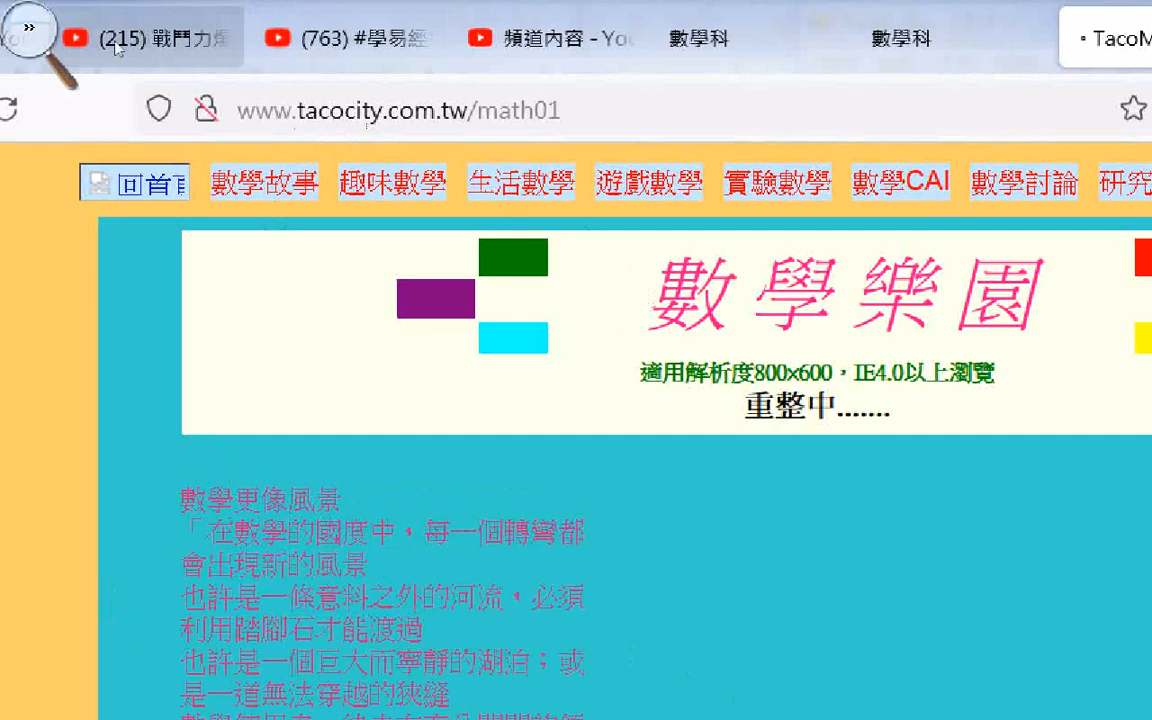 (215) 戰鬥力
(763) #學易經
頻道內容 - You
數學科
數學科
TacoM
www.tacocity.com.tw/math01
回首
數學故事
趣味數學
生活數學
遊戲數學
實驗數學
數學CAI
數學討論
研究
數學樂園
適用解析度800x600，IE4.0以上瀏覽
重整中.......
數學更像風景
「在數學的國度中，每一個轉彎都
會出現新的風景
也許是一條意料之外的河流，必須
利用踏腳石才能渡過
也許是一個巨大而寧靜的湖泊；或
是一道無法穿越的狹縫